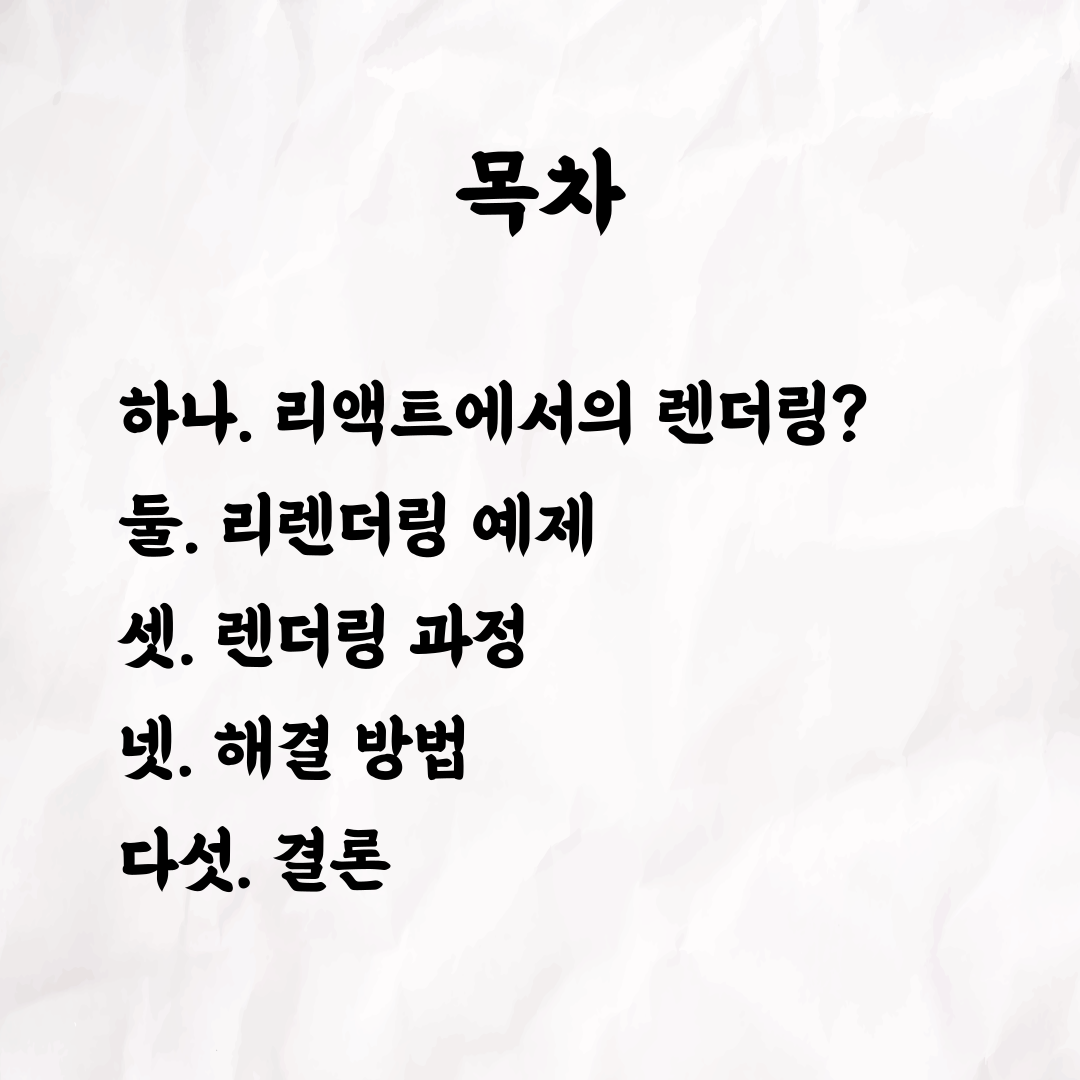 목차
하나. 리액트에서의 렌더링?
둘. 리렌더링 예제
셋. 렌더링 과정
넷. 해결 방법
다섯. 결론